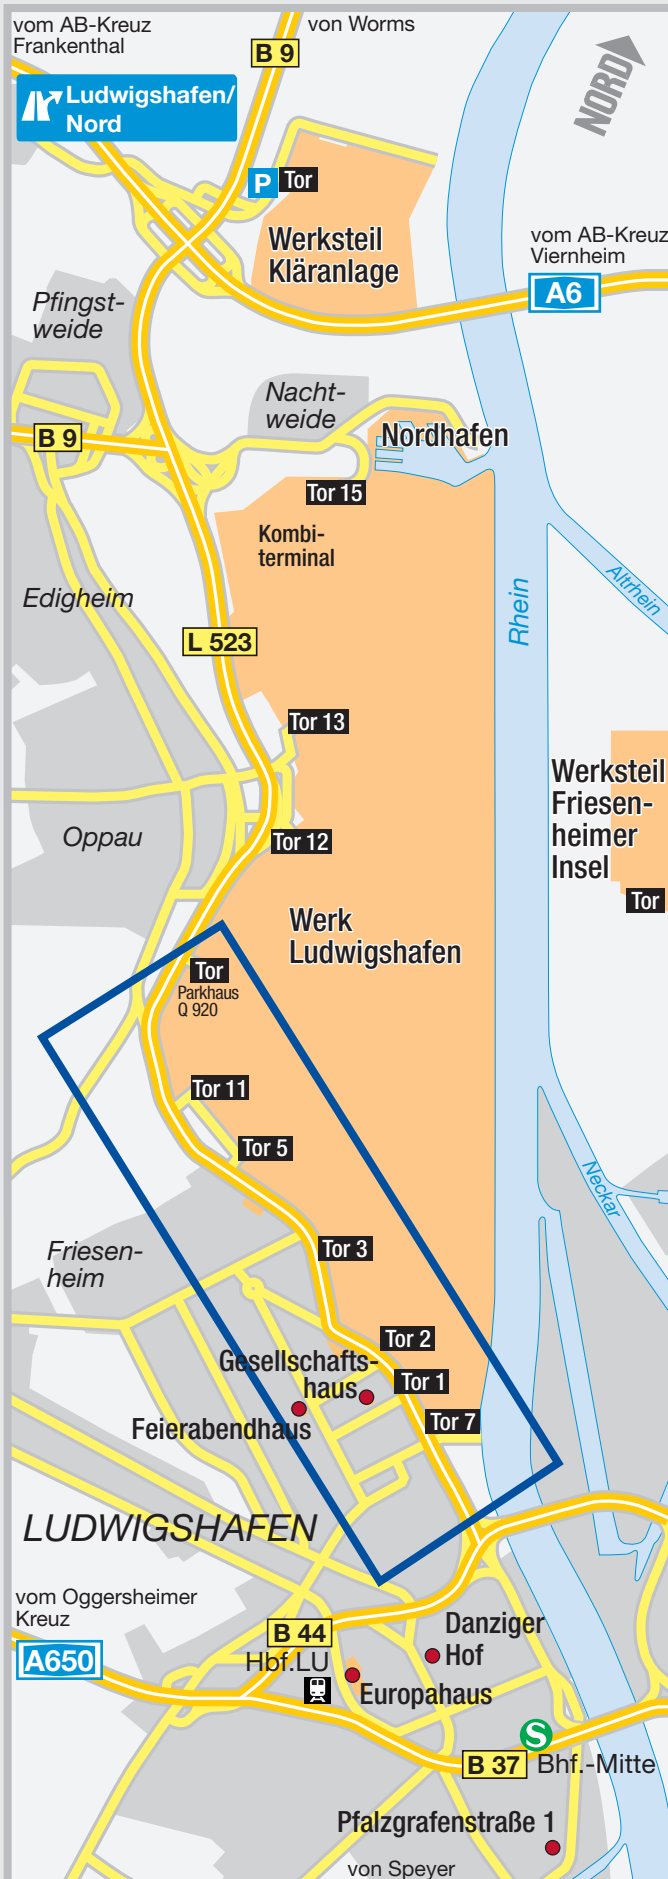 vom AB-Kreuz
Frankenthal
von Worms
B 9
NORD
Ludwigshafen/
Nord
P
Tor
Werksteil
Kläranlage
vom AB-Kreuz
Viernheim
A6
Pfingst-
weide
Nacht-
weide
B 9
Nordhafen
Tor 15
Kombi-
terminal
Altrhein
Edigheim
Rhein
L 523
Tor 13
Werksteil
Friesen-
heimer
Insel
Tor
Oppau
Tor 12
Werk
Ludwigshafen
Tor
Parkhaus
Q 920
Tor 11
Tor 5
Neckar
Friesen-
heim
Tor 3
Tor 2
Gesellschafts-
haus
Tor 1
Feierabendhaus
Tor 7
LUDWIGSHAFEN
vom Oggersheimer
Kreuz
A650
B 44
Hbf.LU
Danziger
Hof
Europahaus
S
B 37
Bhf.-Mitte
Pfalzgrafenstraße 1
von Speyer